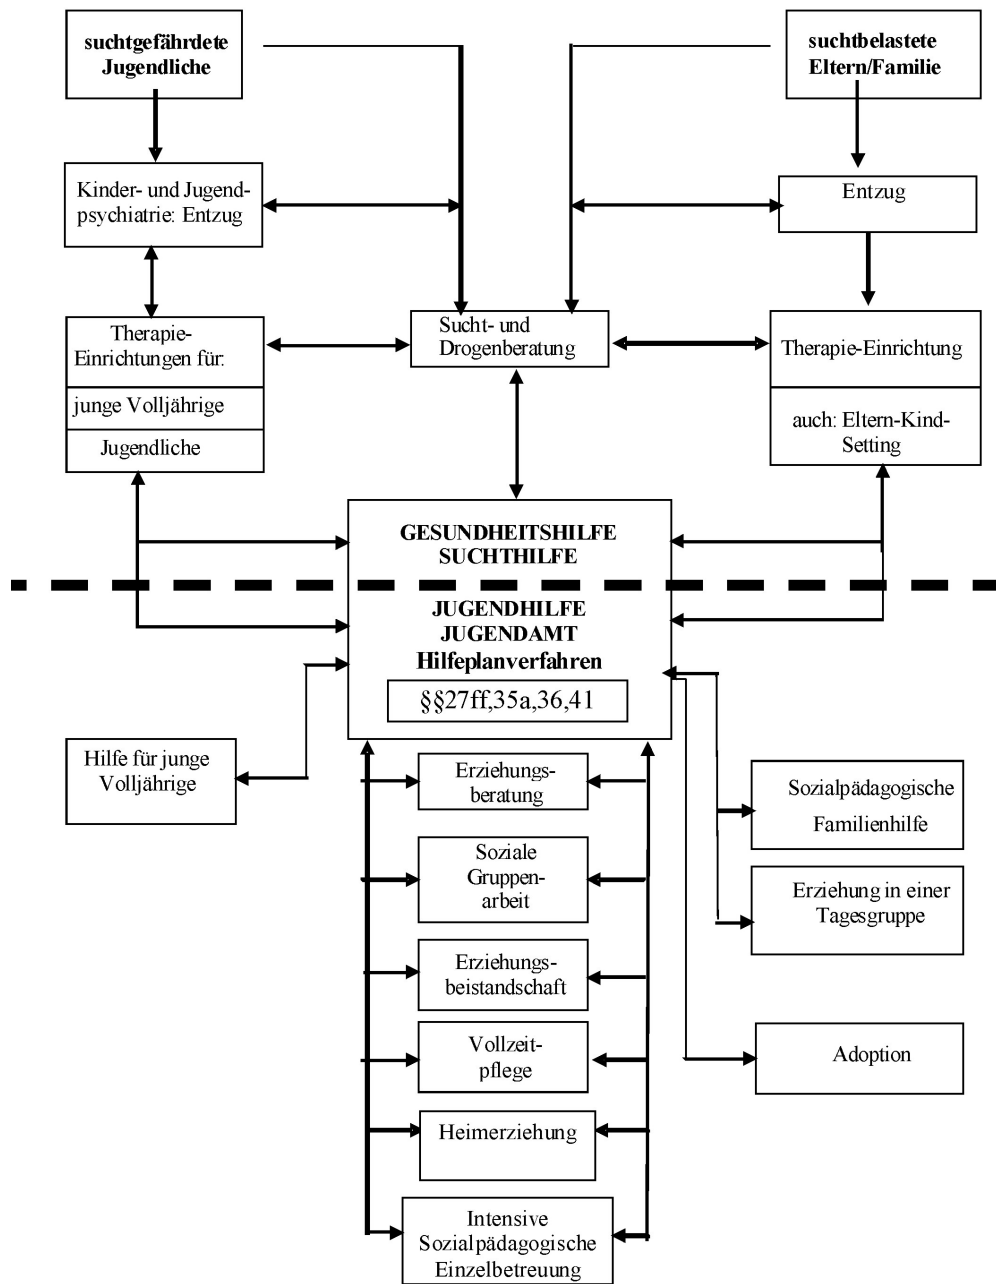 suchtgefährdete
Jugendliche
suchtbelastete
Eltern/Familie
Kinder- und Jugend-
psychiatrie: Entzug
Entzug
Therapie-
Einrichtungen für:
junge Volljährige
Jugendliche
Sucht- und
Drogenberatung
Therapie-Einrichtung
auch: Eltern-Kind-
Setting
GESUNDHEITSHILFE
SUCHTHILFE
JUGENDHILFE
JUGENDAMT
Hilfeplanverfahren
§§27ff,35a,36,41
Hilfe für junge
Volljährige
Erziehungs-
beratung
Soziale
Gruppen-
arbeit
Erziehungs-
beistandschaft
Vollzeit-
pflege
Heimerziehung
Intensive
Sozialpädagogische
Einzelbetreuung
Sozialpädagogische
Familienhilfe
Erziehung in einer
Tagesgruppe
Adoption